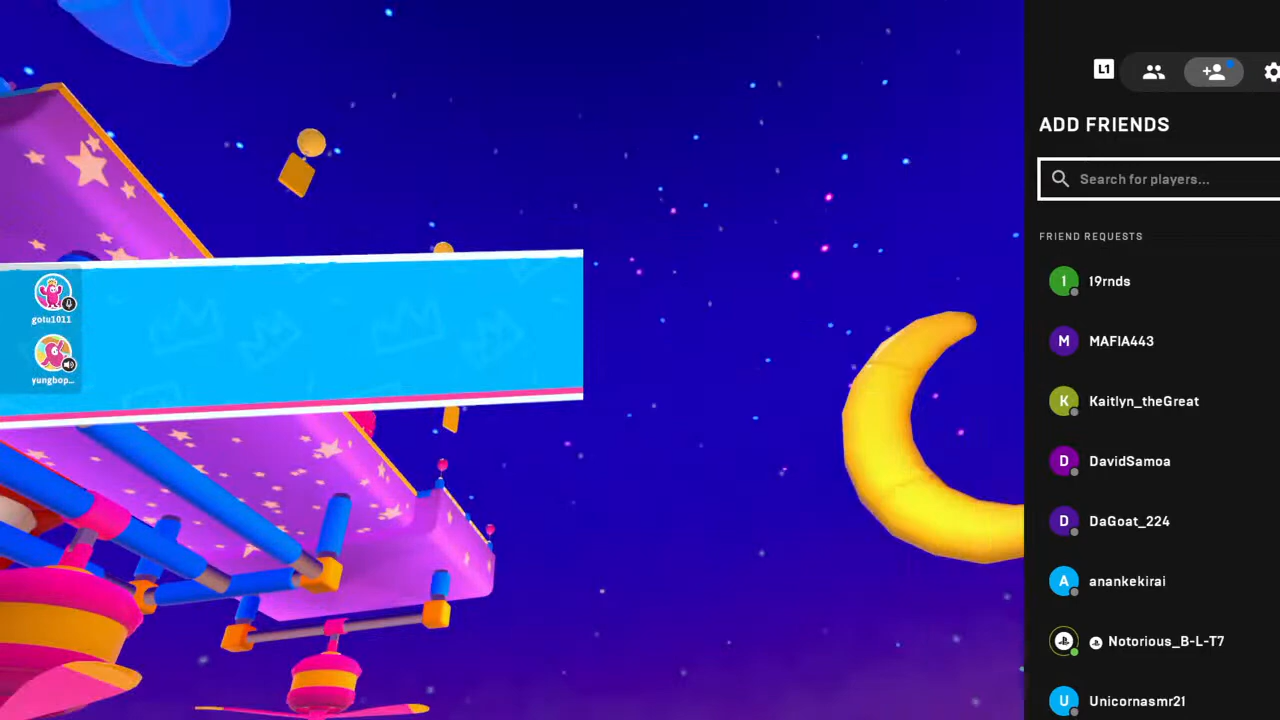 L1
ADD FRIENDS
Search for players...
FRIEND REQUESTS
1 19rnds
M MAFIA443
K Kaitlyn_theGreat
D DavidSamoa
D DaGoat_224
A anankekirai
Notorious_B-L-T7
U Unicornasmr21
gotu1011
yungbop...